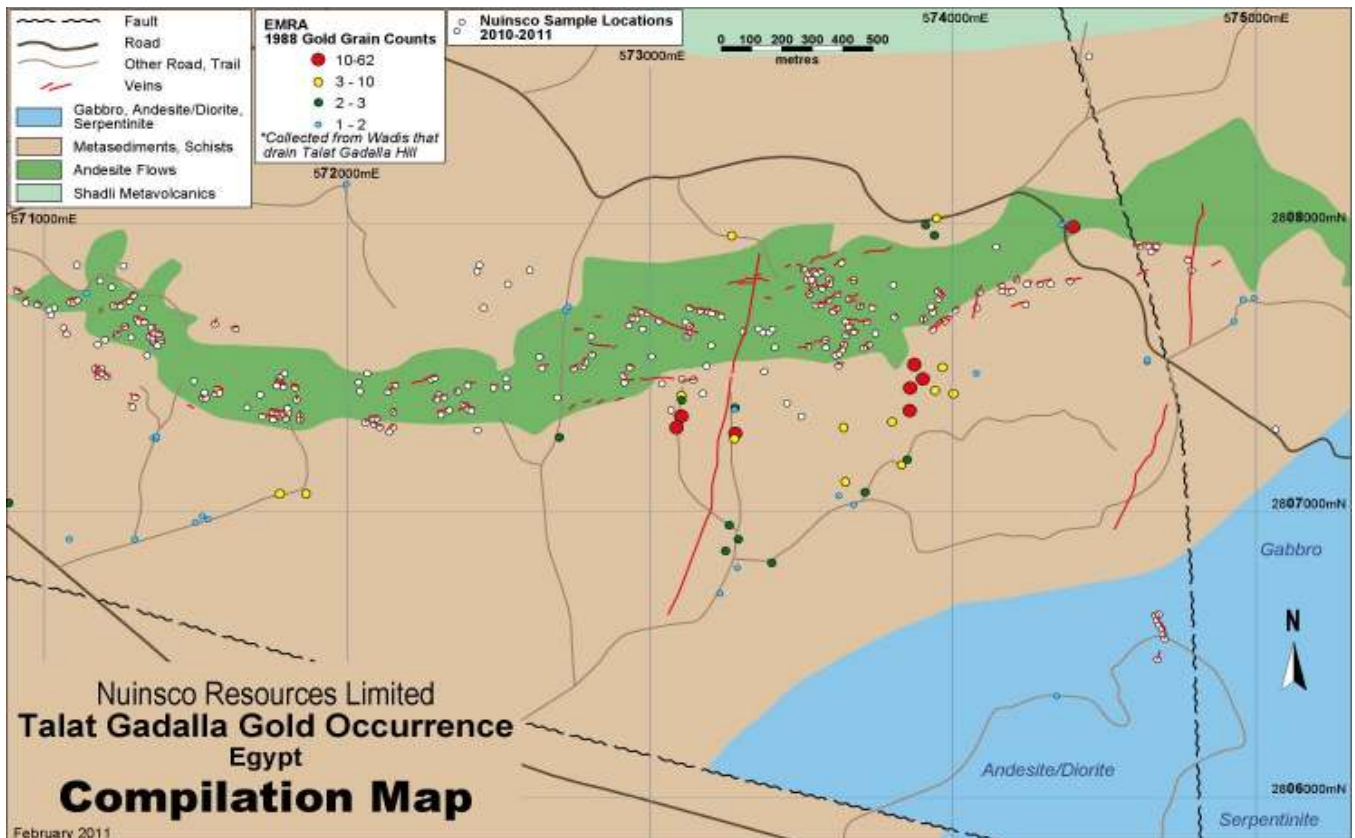 Fault
Road
Other Road, Trail
Veins
Gabbro, Andesite/Diorite,
Serpentinite
Metasediments, Schists
Andesite Flows
Shadli Metavolcanics
EMRA
1988 Gold Grain Counts
10-62
3 - 10
2 - 3
1 - 2
*Collected from Wadis that
drain Talat Gadalla Hill
Nuinsco Sample Locations
2010-2011
0 100 200 300 400 500
metres
571000mE
572000mE
573000mE
574000mE
575000mE
2808000mN
2807000mN
2806000mN
Gabbro
N
Andesite/Diorite
Serpentinite
Nuinsco Resources Limited
Talat Gadalla Gold Occurrence
Egypt
Compilation Map
February 2011